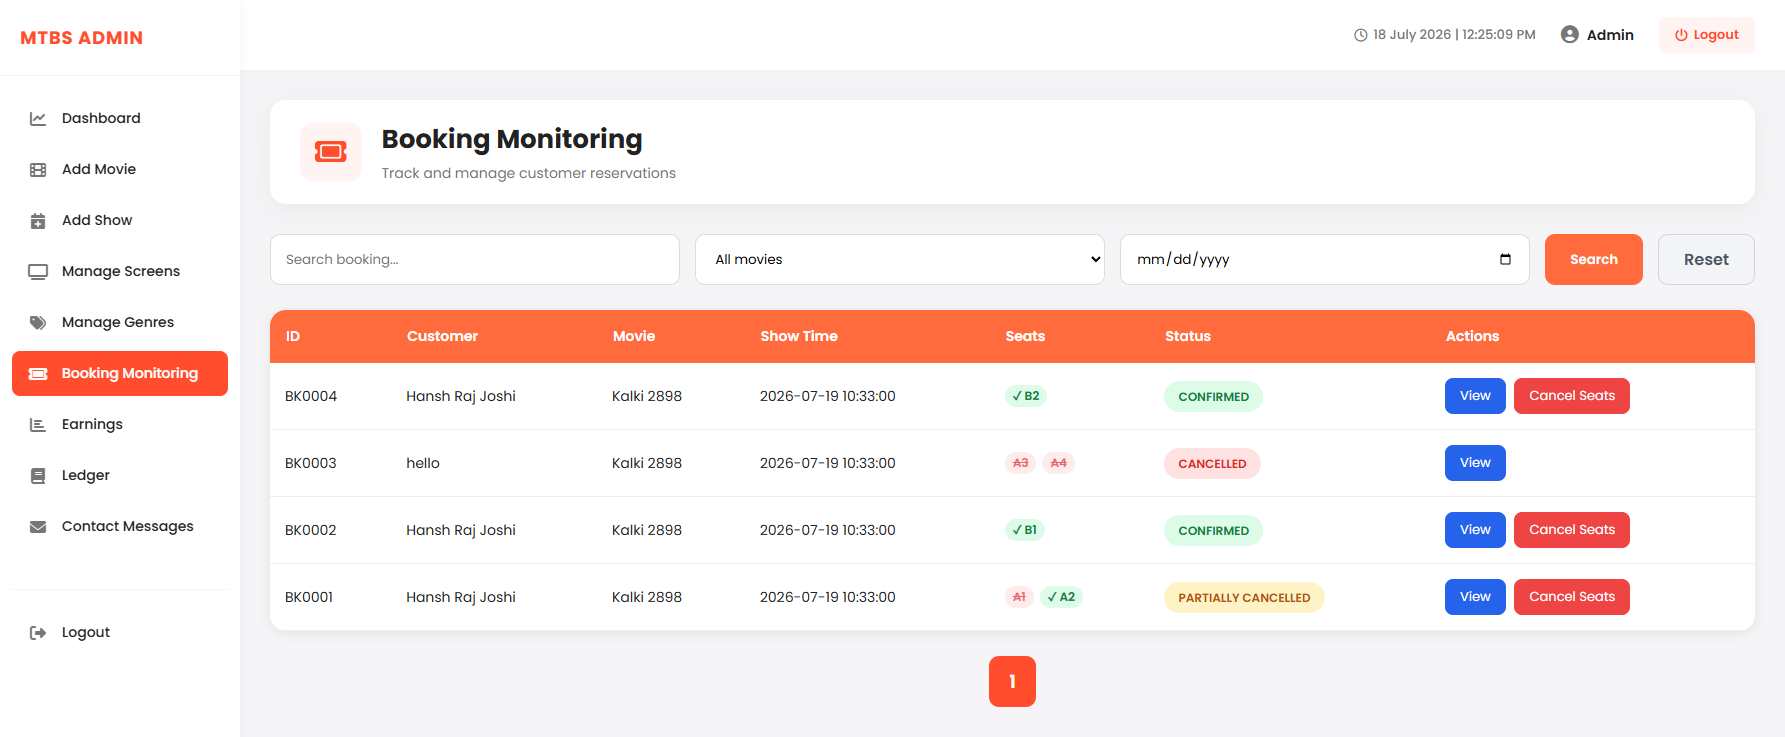 MTBS ADMIN
18 July 2026 | 12:25:09 PM
Admin
Logout
Dashboard
Add Movie
Add Show
Manage Screens
Manage Genres
Booking Monitoring
Earnings
Ledger
Contact Messages
Logout
Booking Monitoring
Track and manage customer reservations
Search booking...
All movies
mm/dd/yyyy
Search
Reset
ID Customer Movie Show Time Seats Status Actions
BK0004 Hansh Raj Joshi Kalki 2898 2026-07-19 10:33:00 ✓ B2 CONFIRMED View Cancel Seats
BK0003 hello Kalki 2898 2026-07-19 10:33:00 A3 A4 CANCELLED View
BK0002 Hansh Raj Joshi Kalki 2898 2026-07-19 10:33:00 ✓ B1 CONFIRMED View Cancel Seats
BK0001 Hansh Raj Joshi Kalki 2898 2026-07-19 10:33:00 A1 ✓ A2 PARTIALLY CANCELLED View Cancel Seats
1